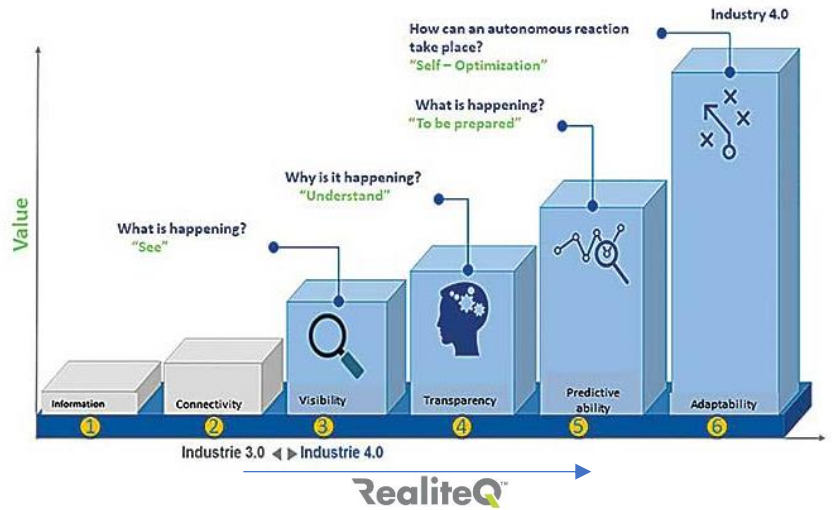 Industry 4.0
How can an autonomous reaction
take place?
“Self – Optimization”
What is happening?
“To be prepared”
Why is it happening?
“Understand”
What is happening?
“See”
Value
Information
Connectivity
Visibility
Transparency
Predictive
ability
Adaptability
1
2
3
4
5
6
Industrie 3.0 ◄ ► Industrie 4.0
RealiteQ™